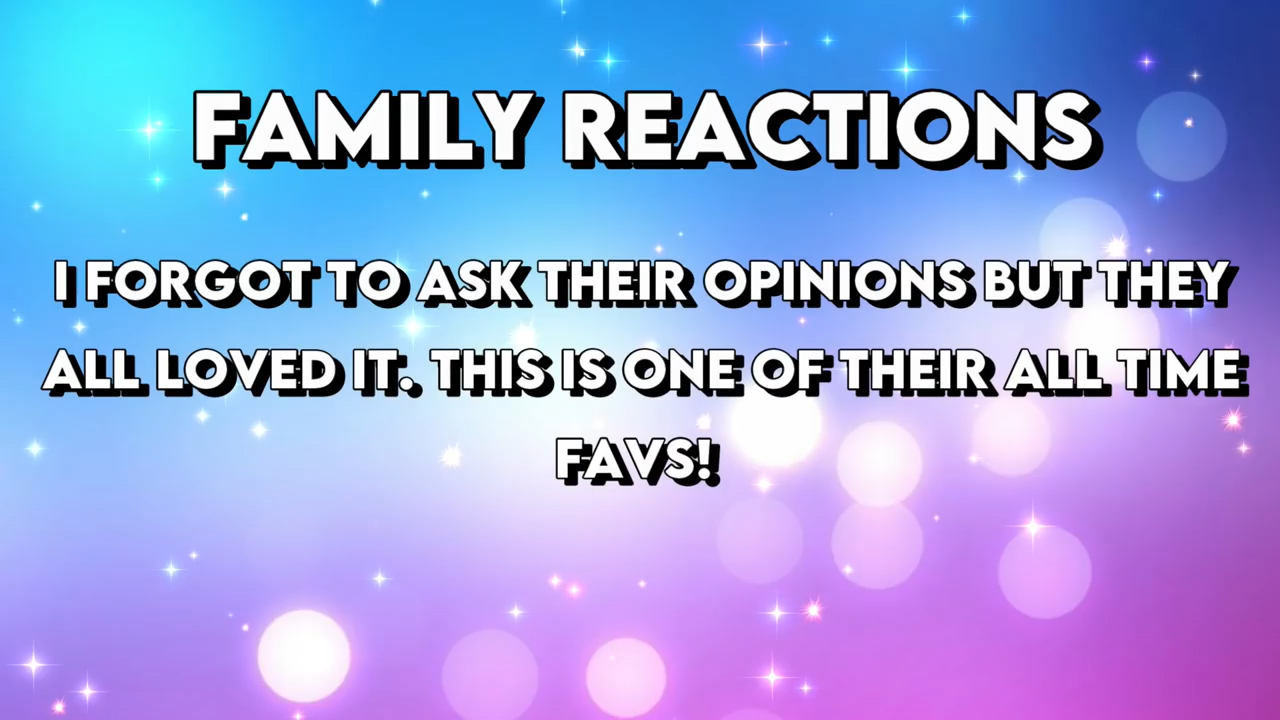 FAMILY REACTIONS
I FORGOT TO ASK THEIR OPINIONS BUT THEY
ALL LOVED IT. THIS IS ONE OF THEIR ALL TIME
FAVS!